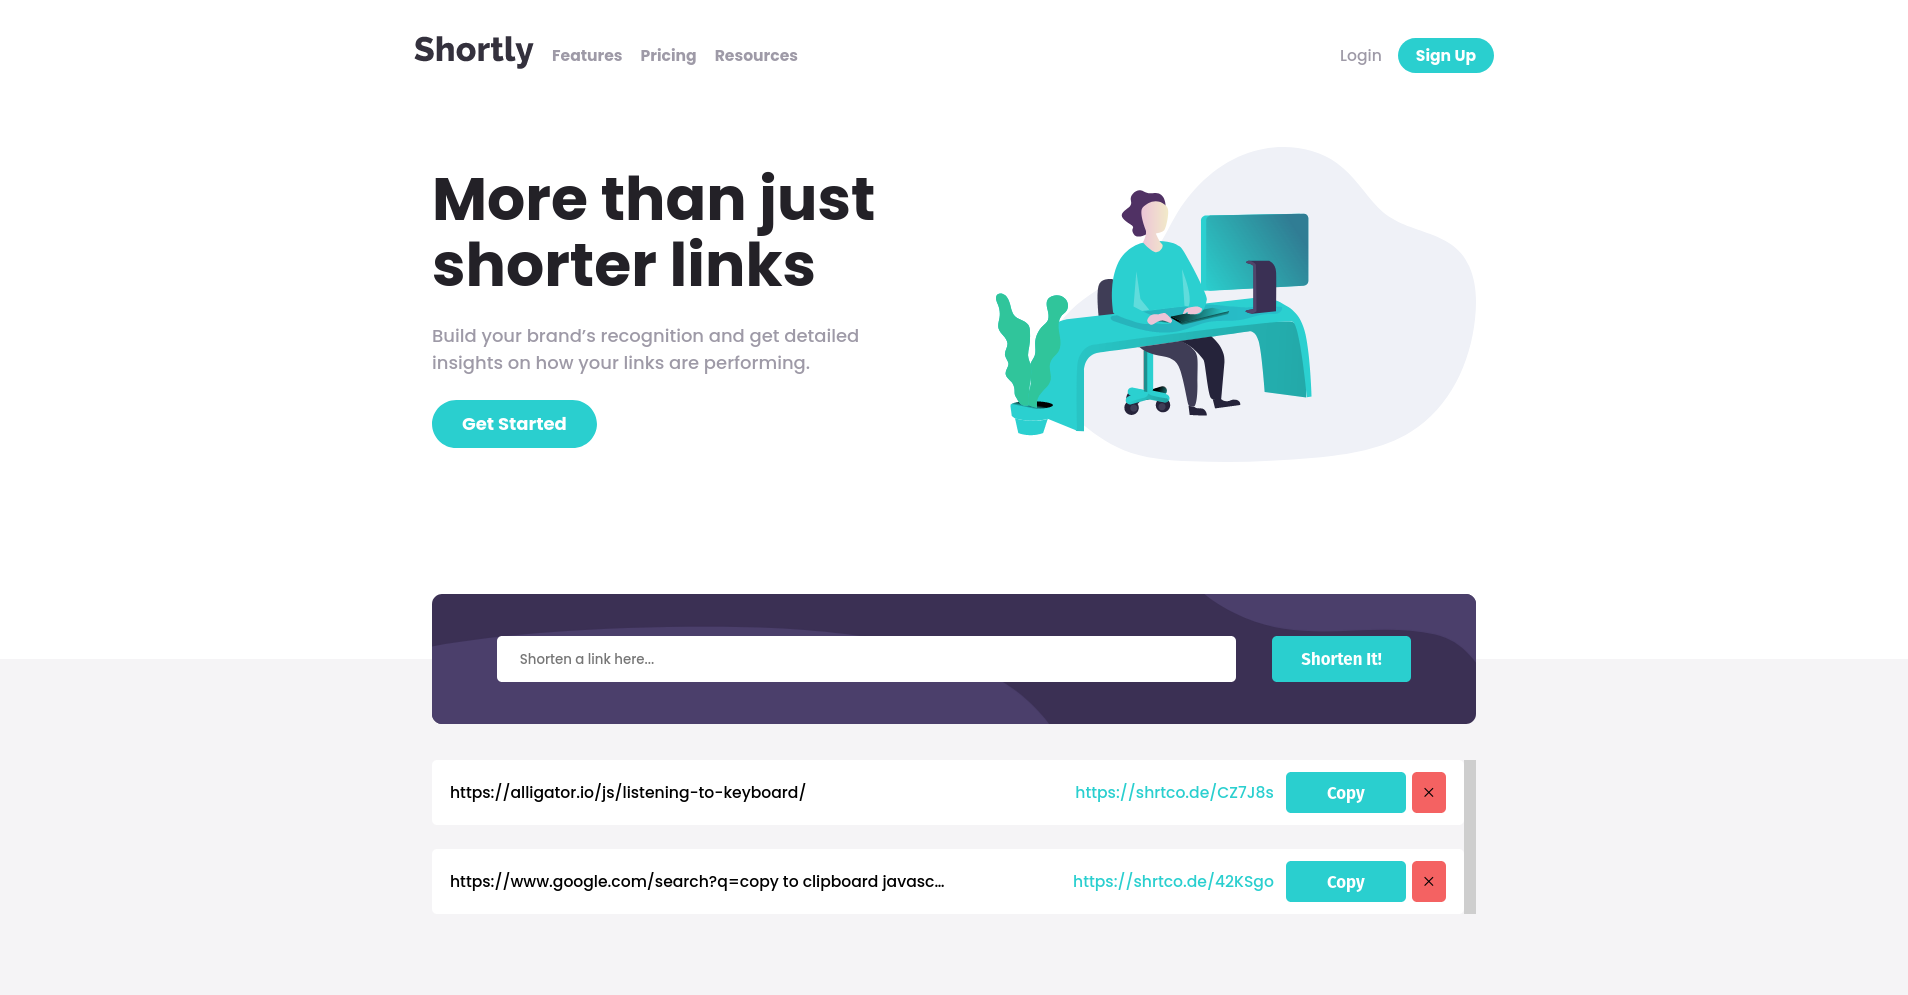 Shortly
Features Pricing Resources
Login Sign Up
More than just
shorter links
Build your brand’s recognition and get detailed
insights on how your links are performing.
Get Started
Shorten a link here...
Shorten It!
https://alligator.io/js/listening-to-keyboard/ https://shrtco.de/CZ7J8s Copy ×
https://www.google.com/search?q=copy to clipboard javasc... https://shrtco.de/42KSgo Copy ×